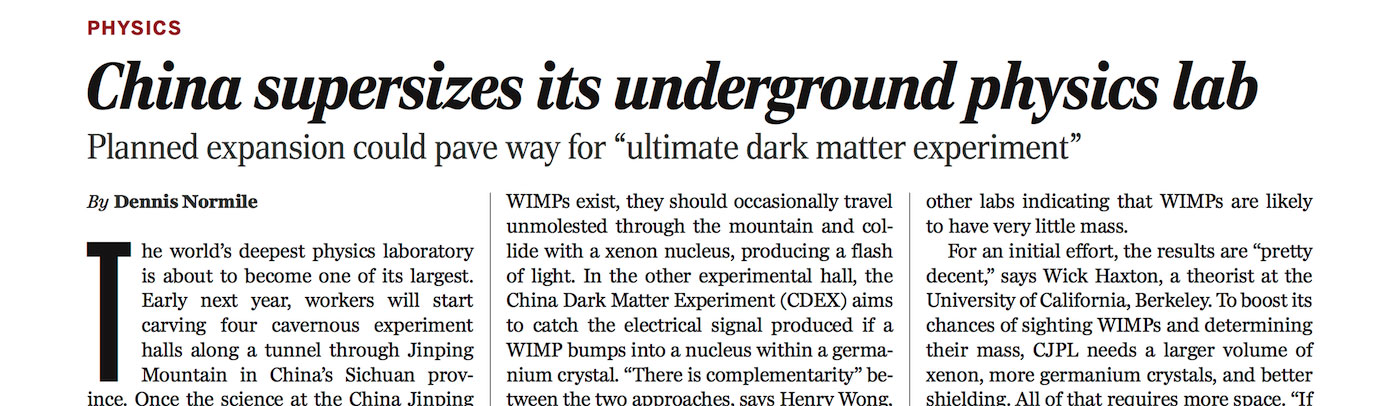 PHYSICS
China supersizes its underground physics lab
Planned expansion could pave way for “ultimate dark matter experiment”
By Dennis Normile
The world’s deepest physics laboratory
is about to become one of its largest.
Early next year, workers will start
carving four cavernous experiment
halls along a tunnel through Jinping
Mountain in China’s Sichuan prov-
ince. Once the science at the China Jinping
WIMPs exist, they should occasionally travel
unmolested through the mountain and col-
lide with a xenon nucleus, producing a flash
of light. In the other experimental hall, the
China Dark Matter Experiment (CDEX) aims
to catch the electrical signal produced if a
WIMP bumps into a nucleus within a germa-
nium crystal. “There is complementarity” be-
tween the two approaches, says Henry Wong,
other labs indicating that WIMPs are likely
to have very little mass.
For an initial effort, the results are “pretty
decent,” says Wick Haxton, a theorist at the
University of California, Berkeley. To boost its
chances of sighting WIMPs and determining
their mass, CJPL needs a larger volume of
xenon, more germanium crystals, and better
shielding. All of that requires more space. “If